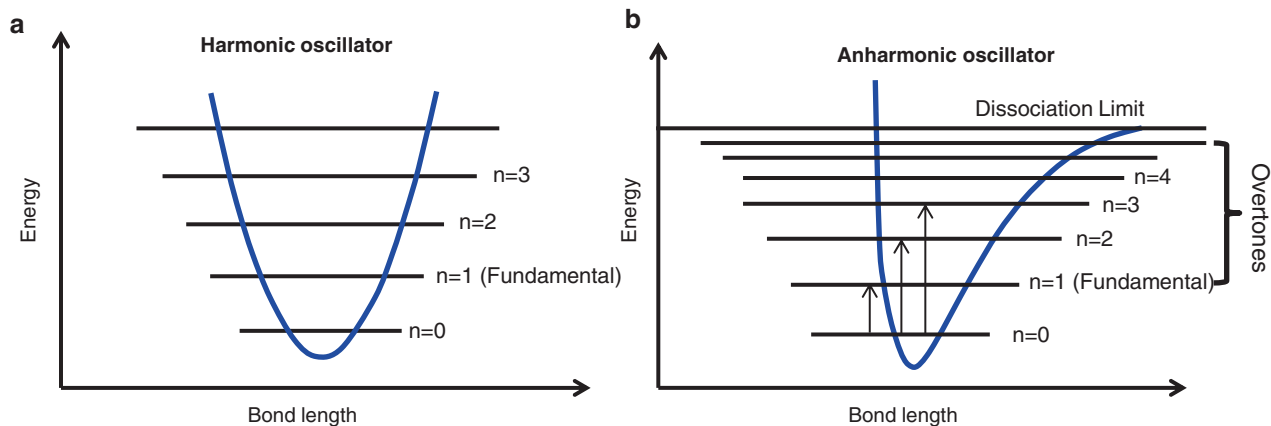 a
Harmonic oscillator
Energy
n=3
n=2
n=1 (Fundamental)
n=0
Bond length
b
Anharmonic oscillator
Dissociation Limit
Energy
n=4
n=3
n=2
n=1 (Fundamental)
n=0
Overtones
Bond length